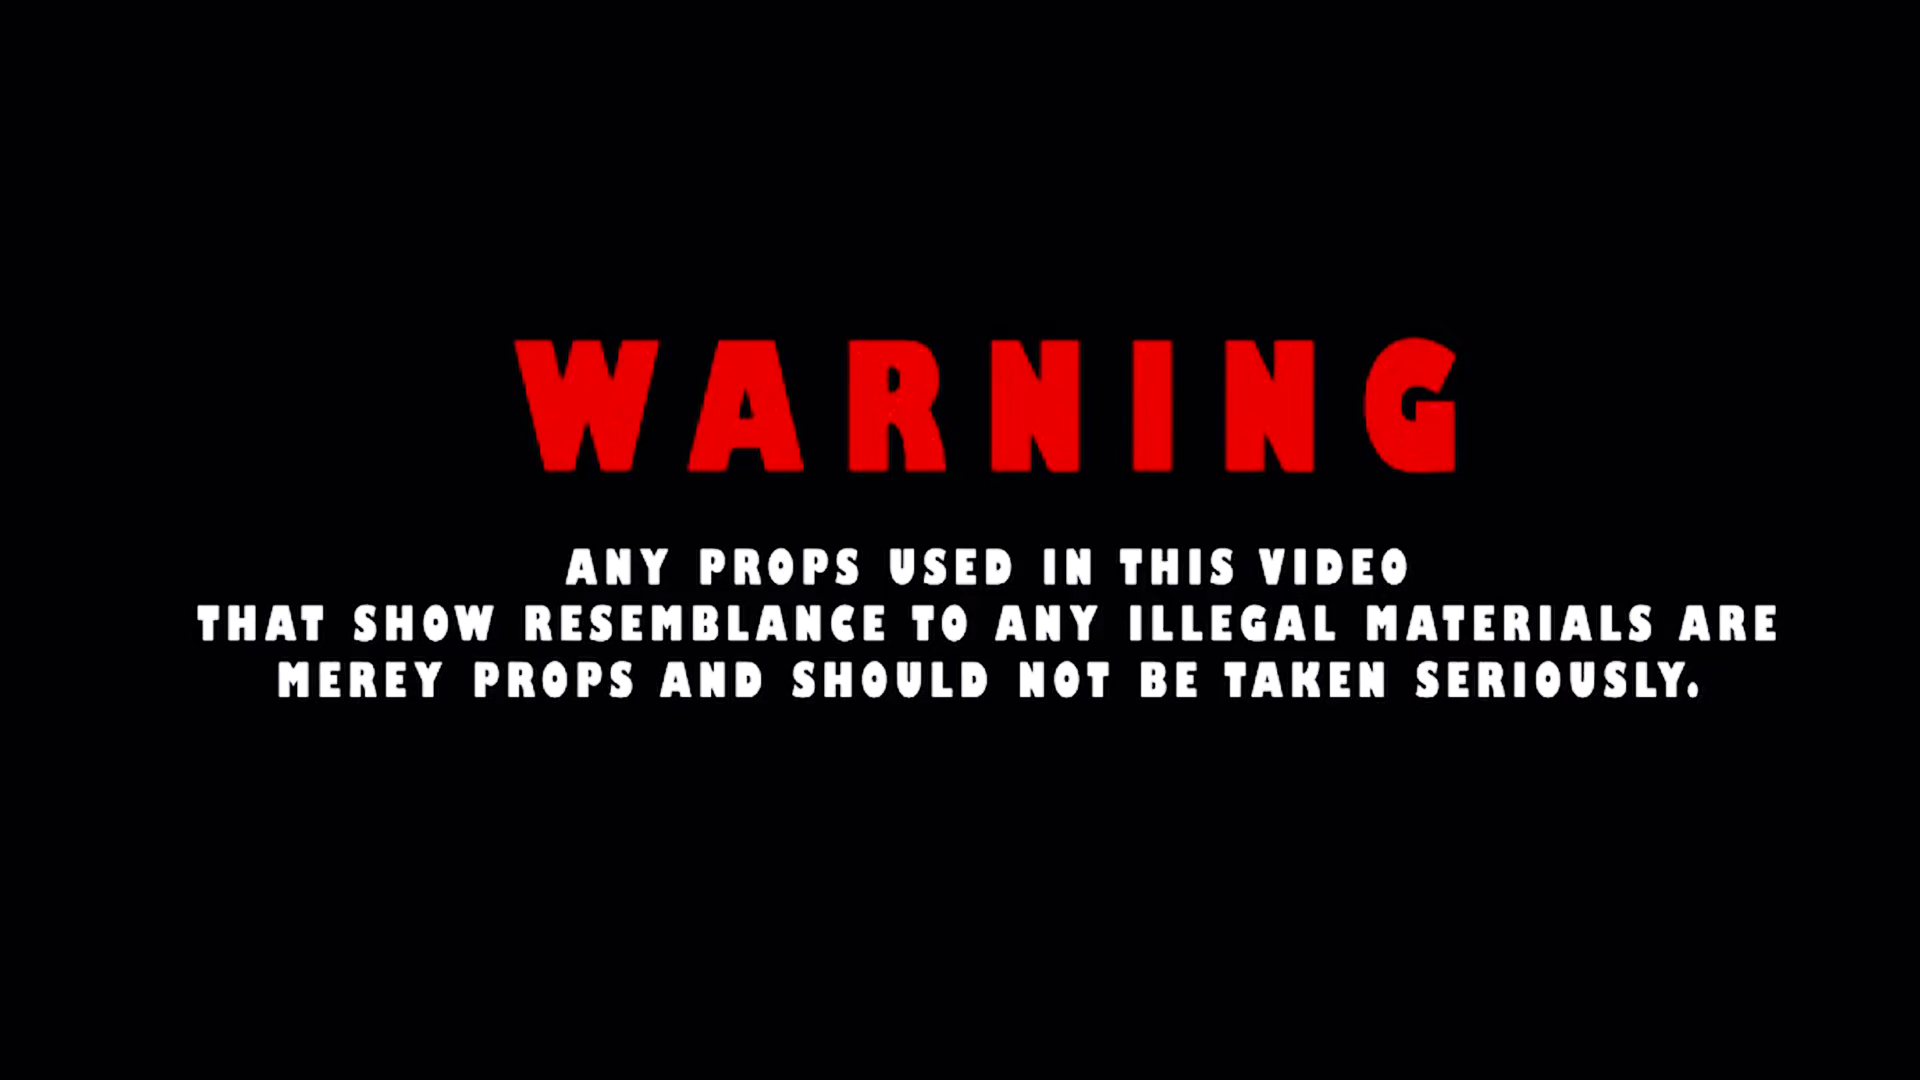 WARNING
ANY PROPS USED IN THIS VIDEO
THAT SHOW RESEMBLANCE TO ANY ILLEGAL MATERIALS ARE
MEREY PROPS AND SHOULD NOT BE TAKEN SERIOUSLY.